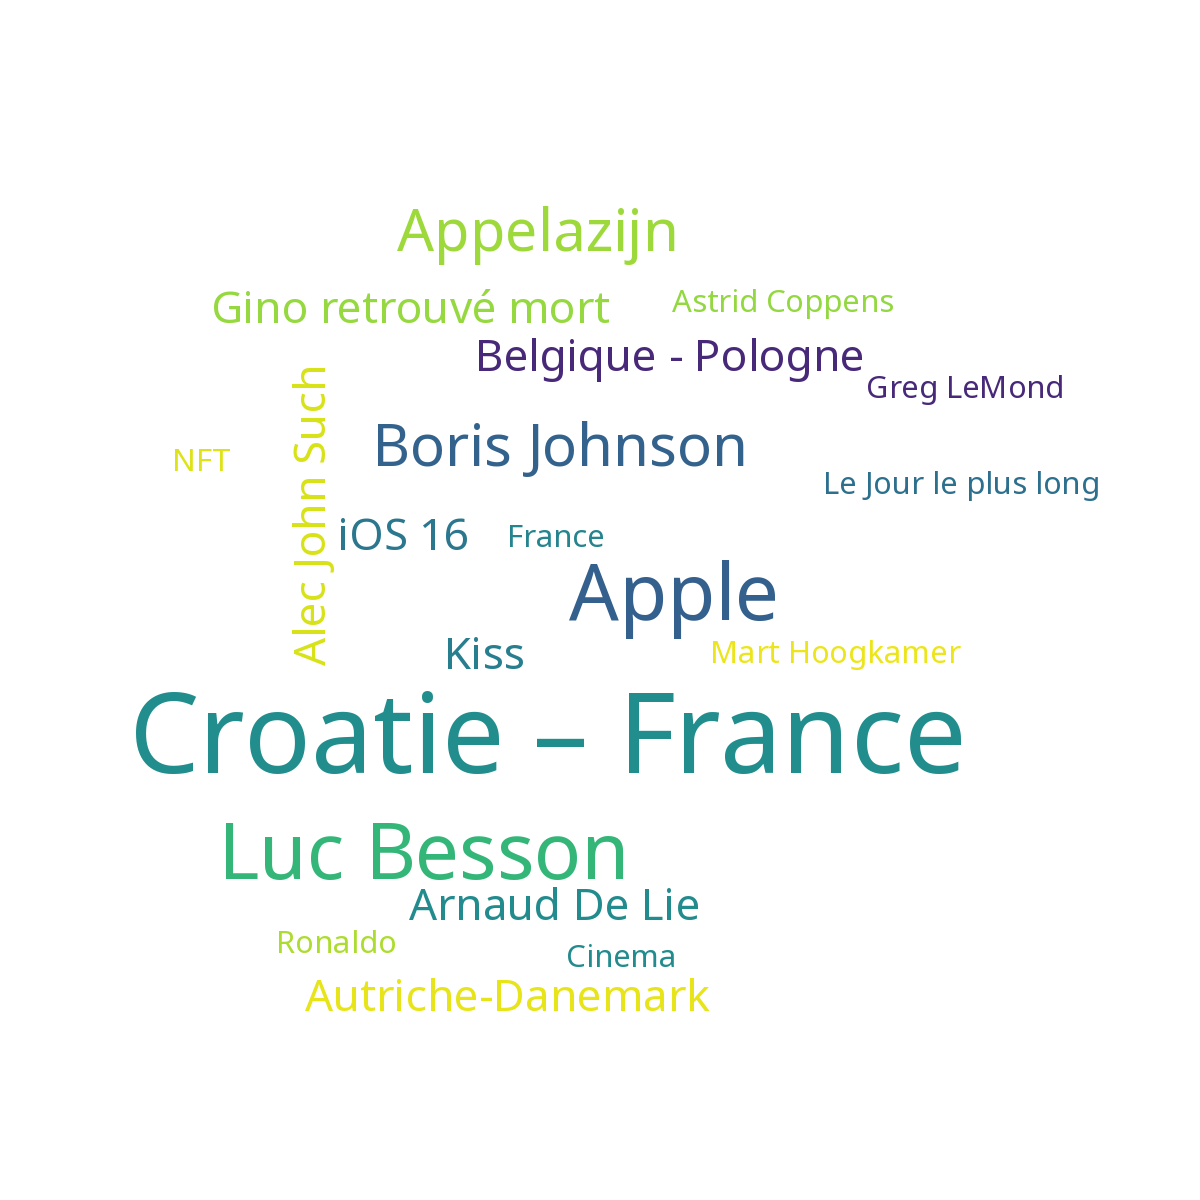 Appelazijn
Gino retrouvé mort
Astrid Coppens
Belgique - Pologne
Greg LeMond
Alec John Such
Boris Johnson
NFT
Le Jour le plus long
iOS 16
France
Apple
Kiss
Mart Hoogkamer
Croatie – France
Luc Besson
Arnaud De Lie
Ronaldo
Cinema
Autriche-Danemark